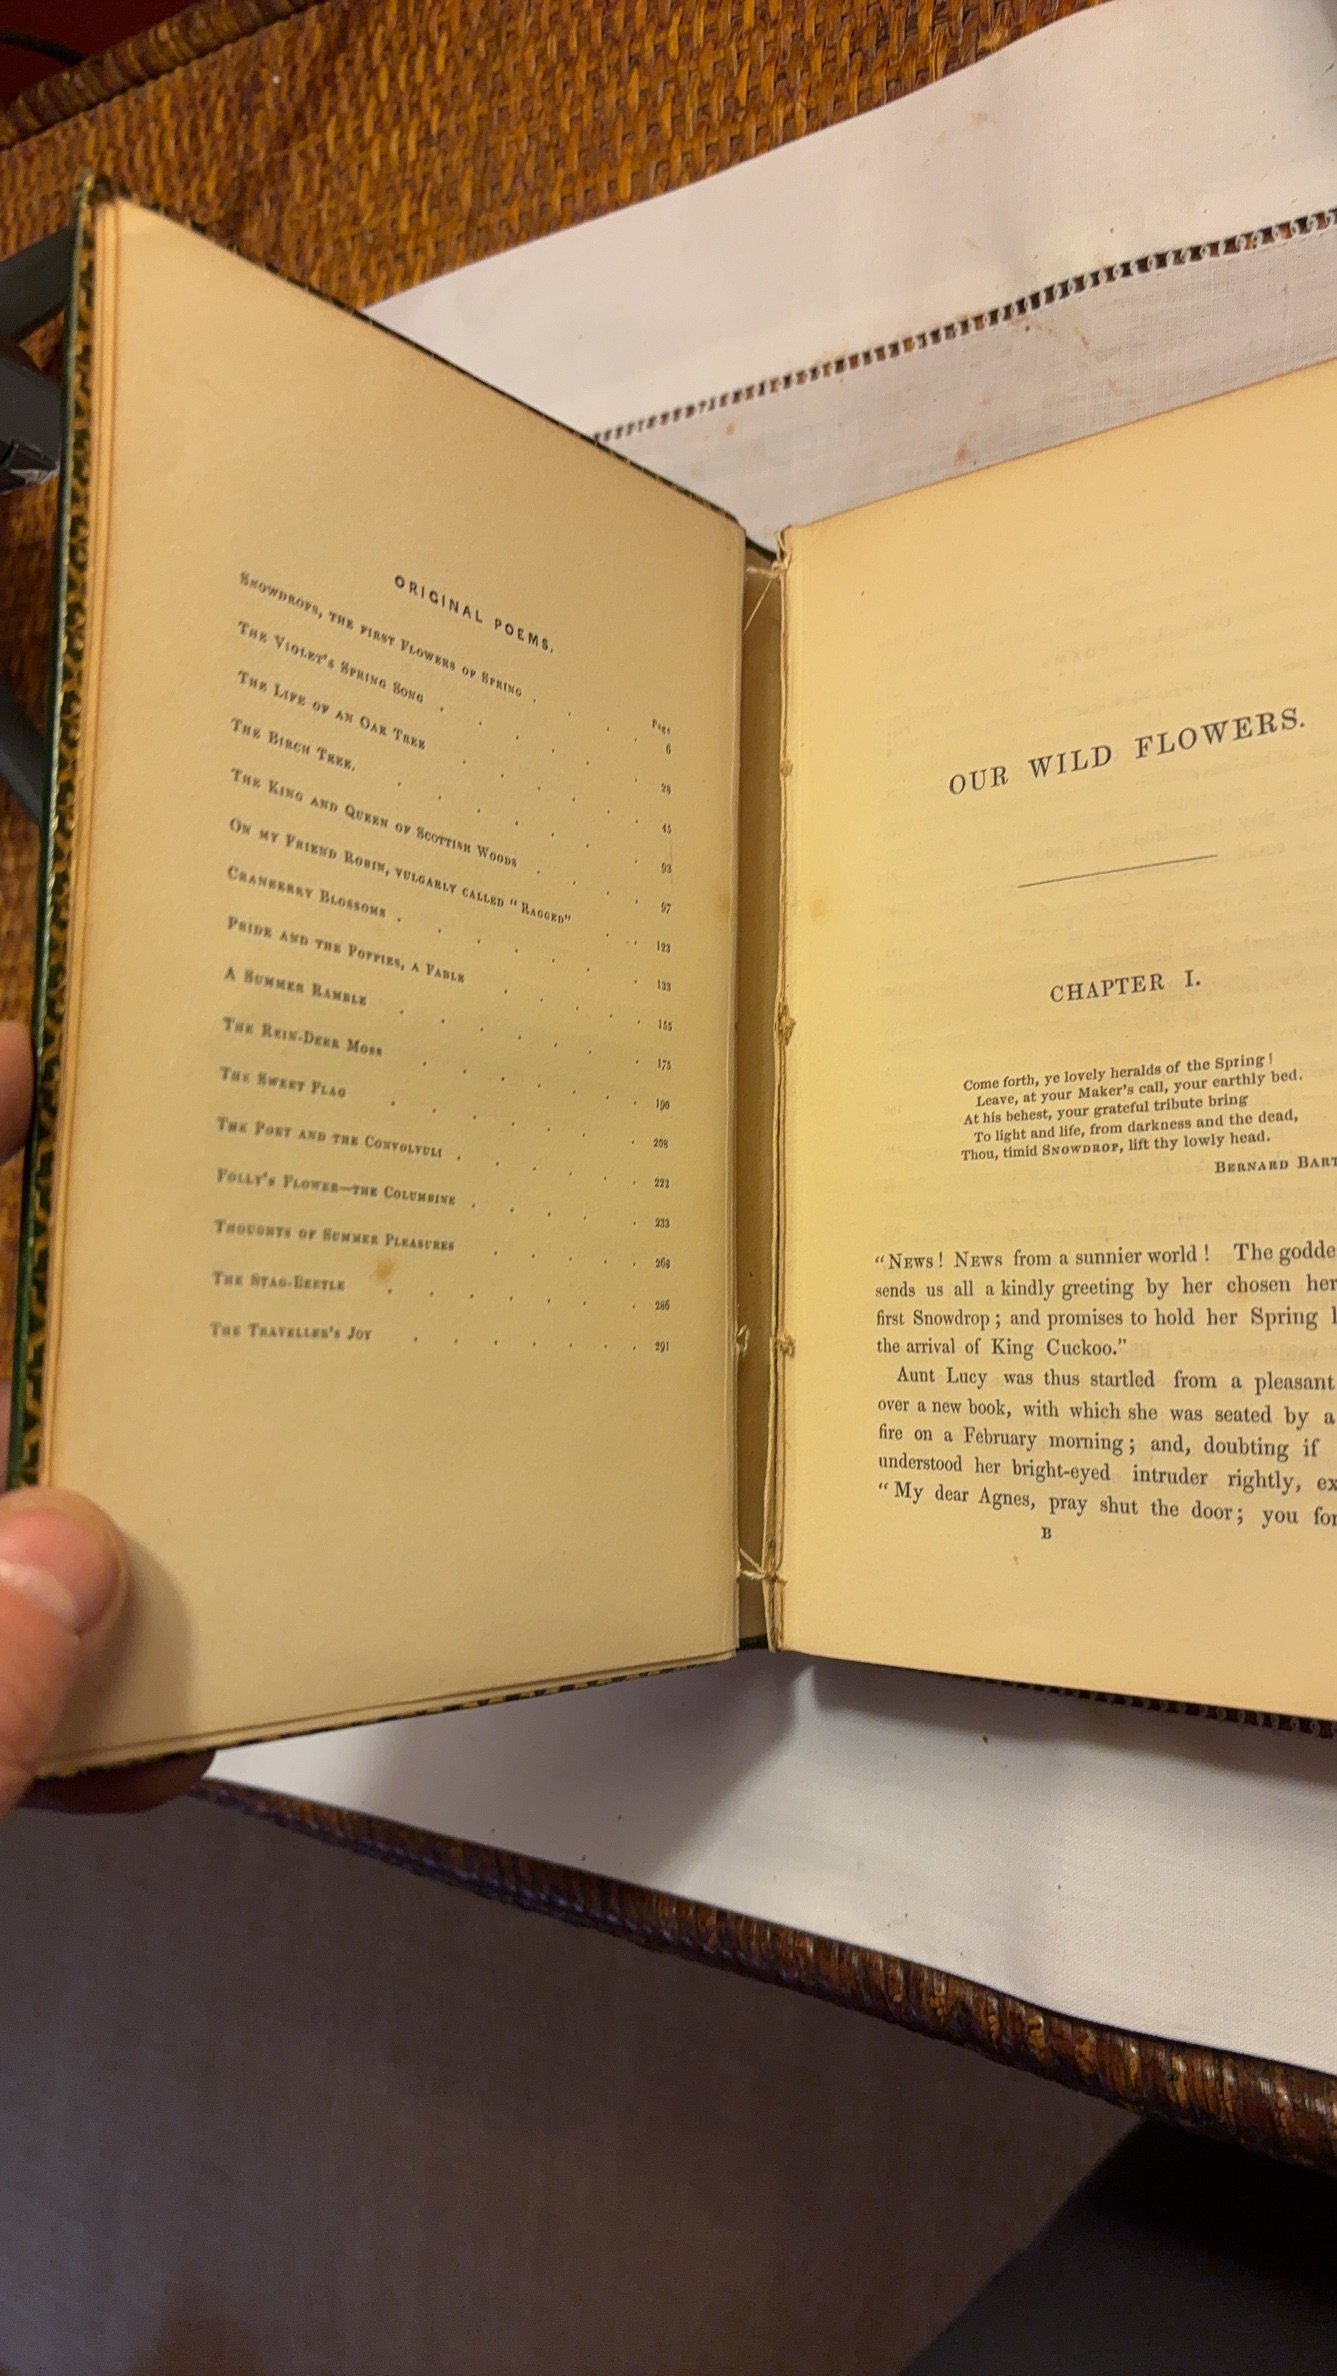 ORIGINAL POEMS.
Page
SNOWDROPS, THE FIRST FLOWERS OF SPRING . . . . 6
THE VIOLET'S SPRING SONG . . . . . 28
THE LIFE OF AN OAK TREE . . . . . 45
THE BIRCH TREE. . . . . . . 93
THE KING AND QUEEN OF SCOTTISH WOODS . . . 97
ON MY FRIEND ROBIN, VULGARLY CALLED "RAGGED" . . . 123
CRANBERRY BLOSSOMS . . . . . . 133
PRIDE AND THE POPPIES, A FABLE . . . . 155
A SUMMER RAMBLE . . . . . . 175
THE REIN-DEER MOSS . . . . . . 190
THE SWEET FLAG . . . . . . 208
THE POET AND THE CONVOLVULI . . . . . 221
FOLLY'S FLOWER—THE COLUMBINE . . . . . 233
THOUGHTS OF SUMMER PLEASURES . . . . . 268
THE STAG-BEETLE . . . . . . . 286
THE TRAVELLER'S JOY . . . . . . 291
OUR WILD FLOWERS.
CHAPTER I.
Come forth, ye lovely heralds of the Spring!
Leave, at your Maker's call, your earthly bed.
At his behest, your grateful tribute bring
To light and life, from darkness and the dead,
Thou, timid SNOWDROP, lift thy lowly head.
BERNARD BART
"NEWS! NEWS from a sunnier world! The godde
sends us all a kindly greeting by her chosen her
first Snowdrop; and promises to hold her Spring l
the arrival of King Cuckoo."
Aunt Lucy was thus startled from a pleasant
over a new book, with which she was seated by a
fire on a February morning; and, doubting if
understood her bright-eyed intruder rightly, ex
"My dear Agnes, pray shut the door; you for
B